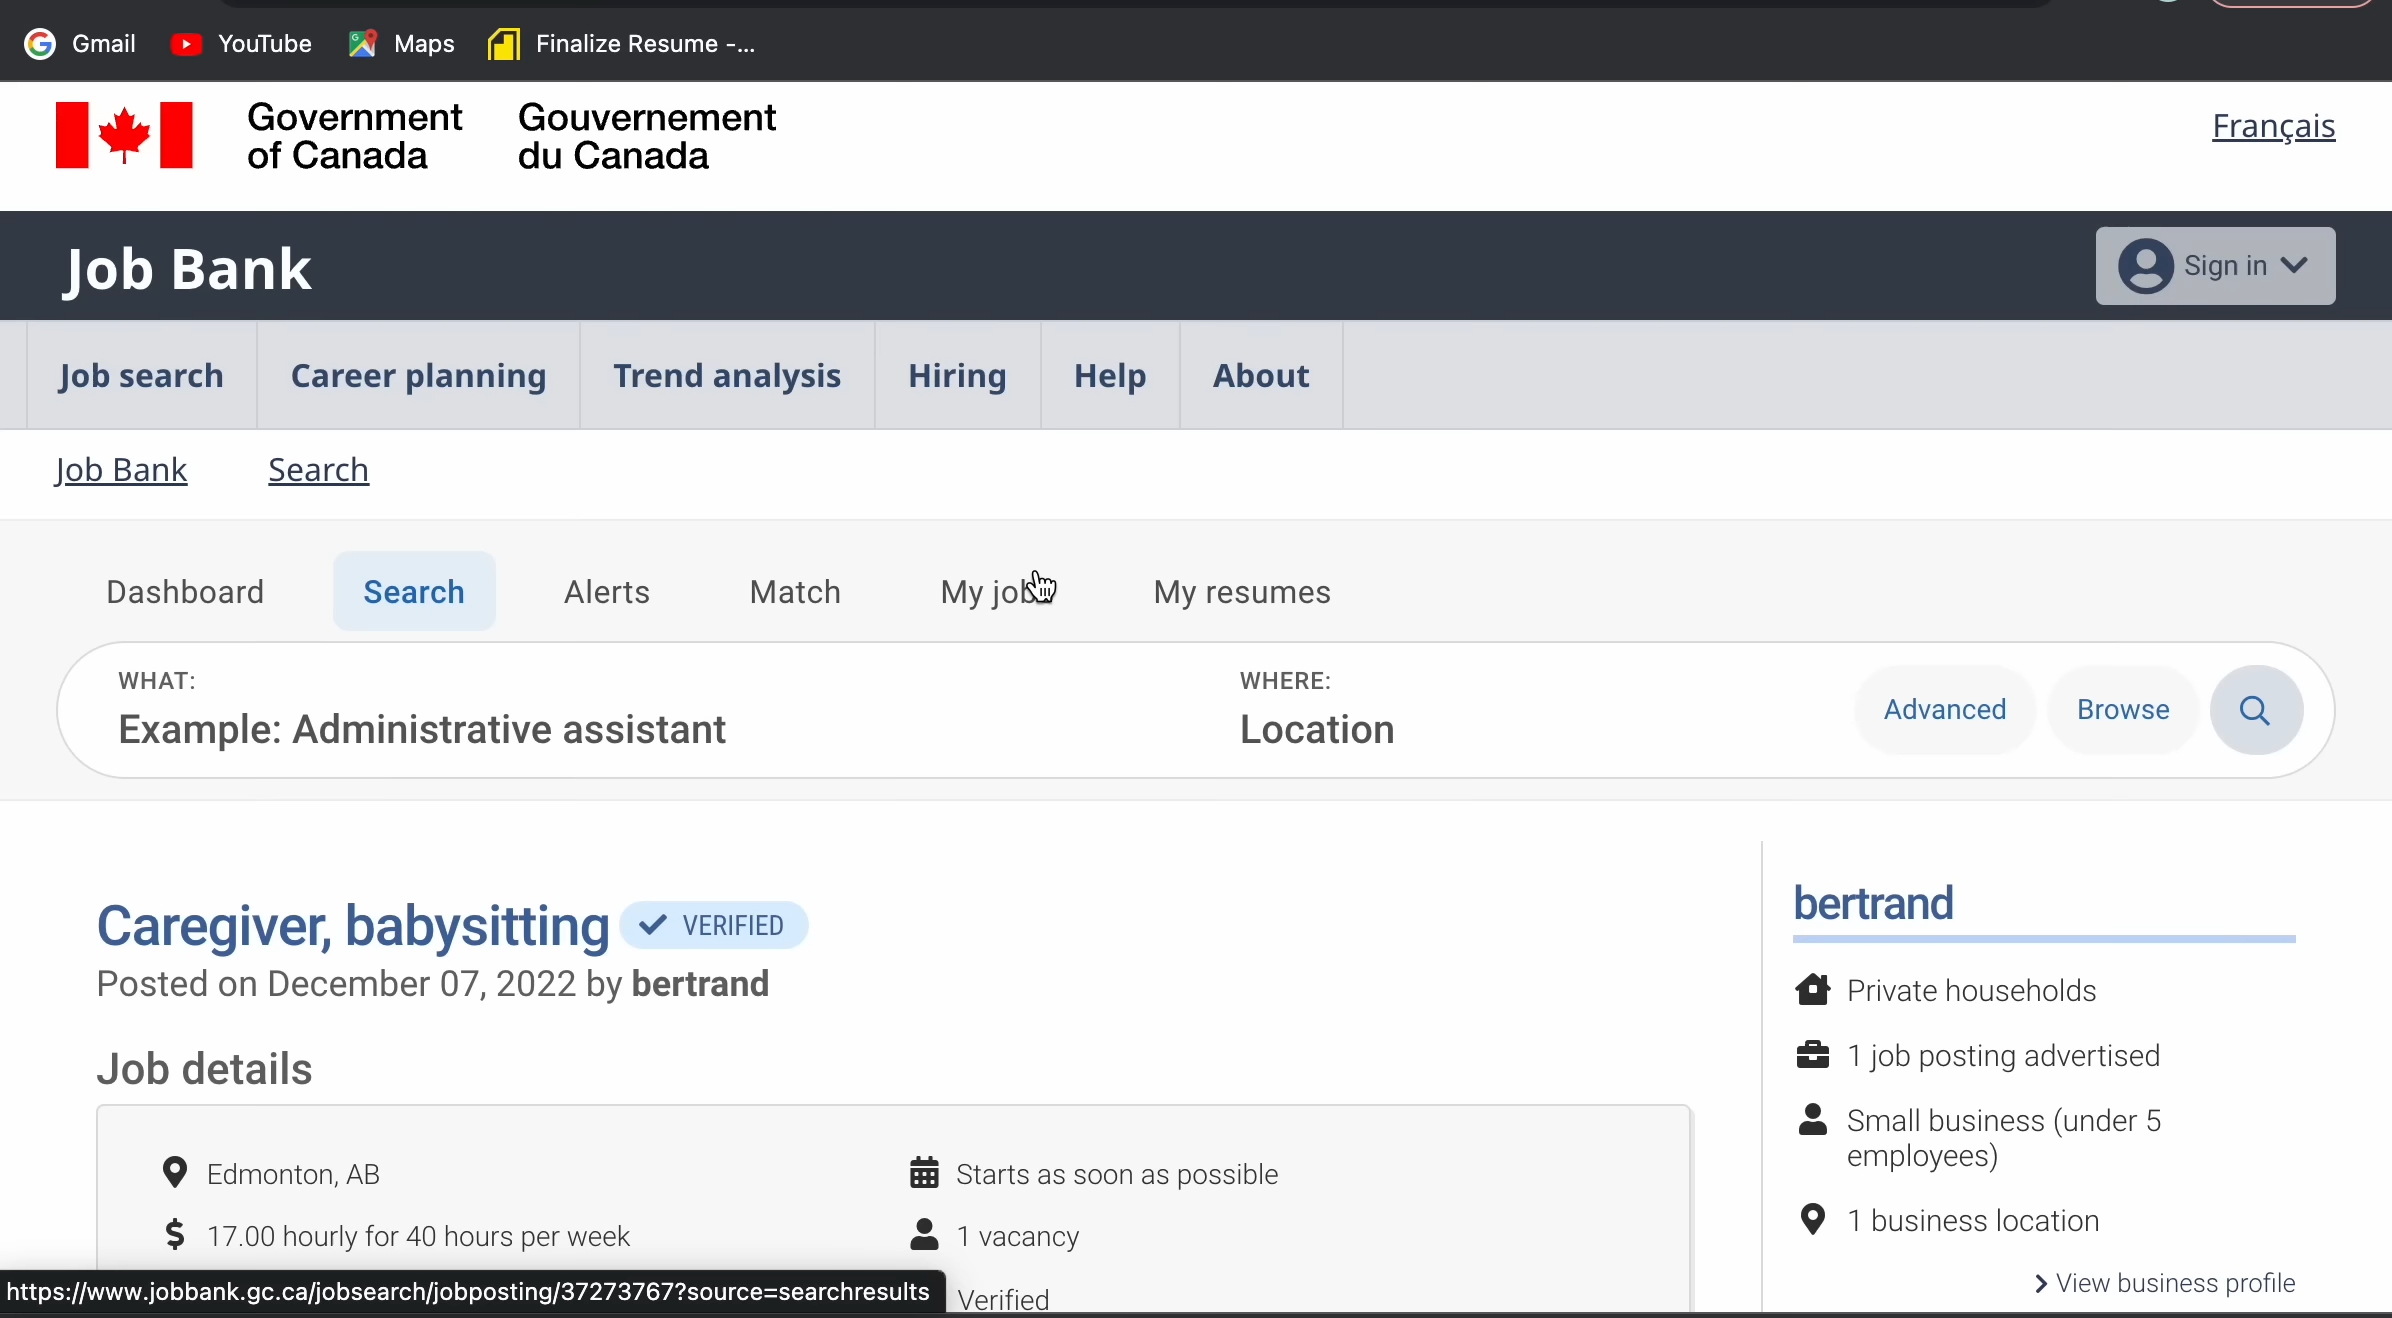 Gmail YouTube Maps Finalize Resume -...
Government of Canada
Gouvernement du Canada
Français
Job Bank
Sign in
Job search Career planning Trend analysis Hiring Help About
Job Bank Search
Dashboard Search Alerts Match My jobs My resumes
WHAT:
Example: Administrative assistant
WHERE:
Location
Advanced Browse
Caregiver, babysitting VERIFIED
Posted on December 07, 2022 by bertrand
Job details
Edmonton, AB
Starts as soon as possible
$ 17.00 hourly for 40 hours per week
1 vacancy
Verified
bertrand
Private households
1 job posting advertised
Small business (under 5
employees)
1 business location
View business profile
https://www.jobbank.gc.ca/jobsearch/jobposting/37273767?source=searchresults